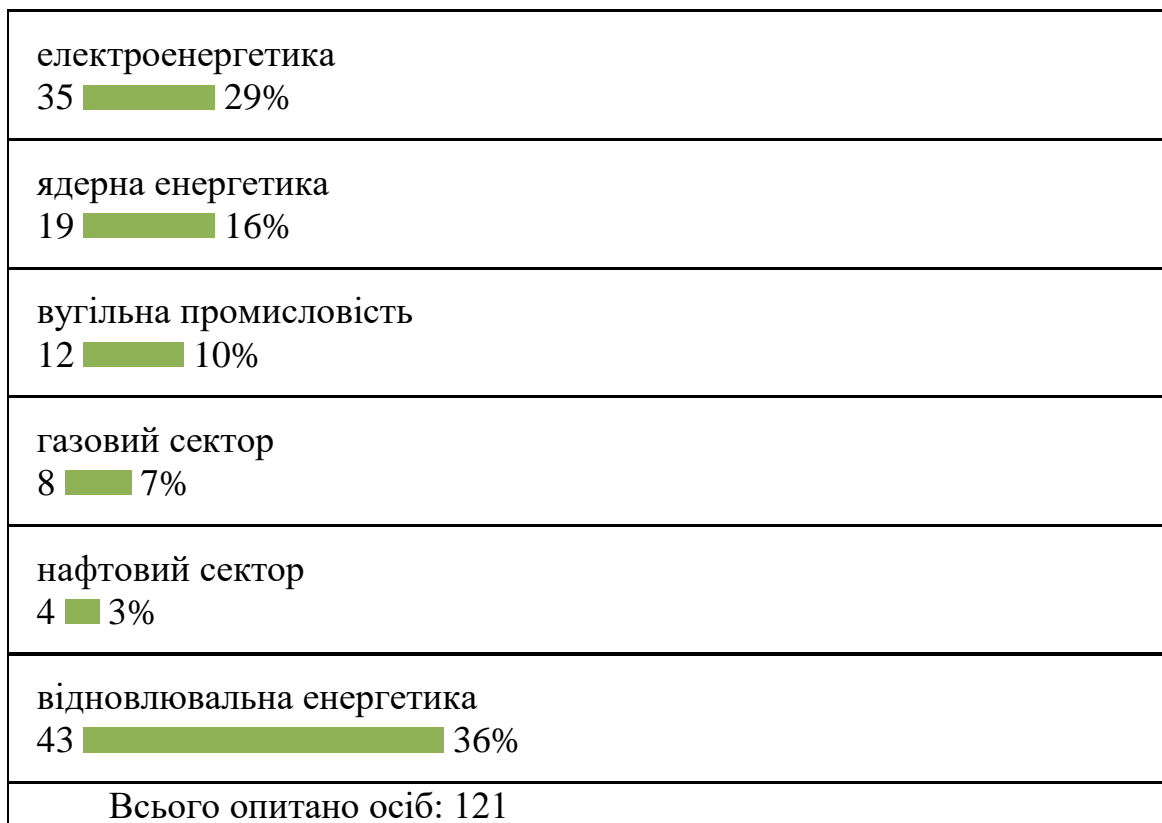 електроенергетика
35 29%
ядерна енергетика
19 16%
вугільна промисловість
12 10%
газовий сектор
8 7%
нафтовий сектор
4 3%
відновлювальна енергетика
43 36%
Всього опитано осіб: 121